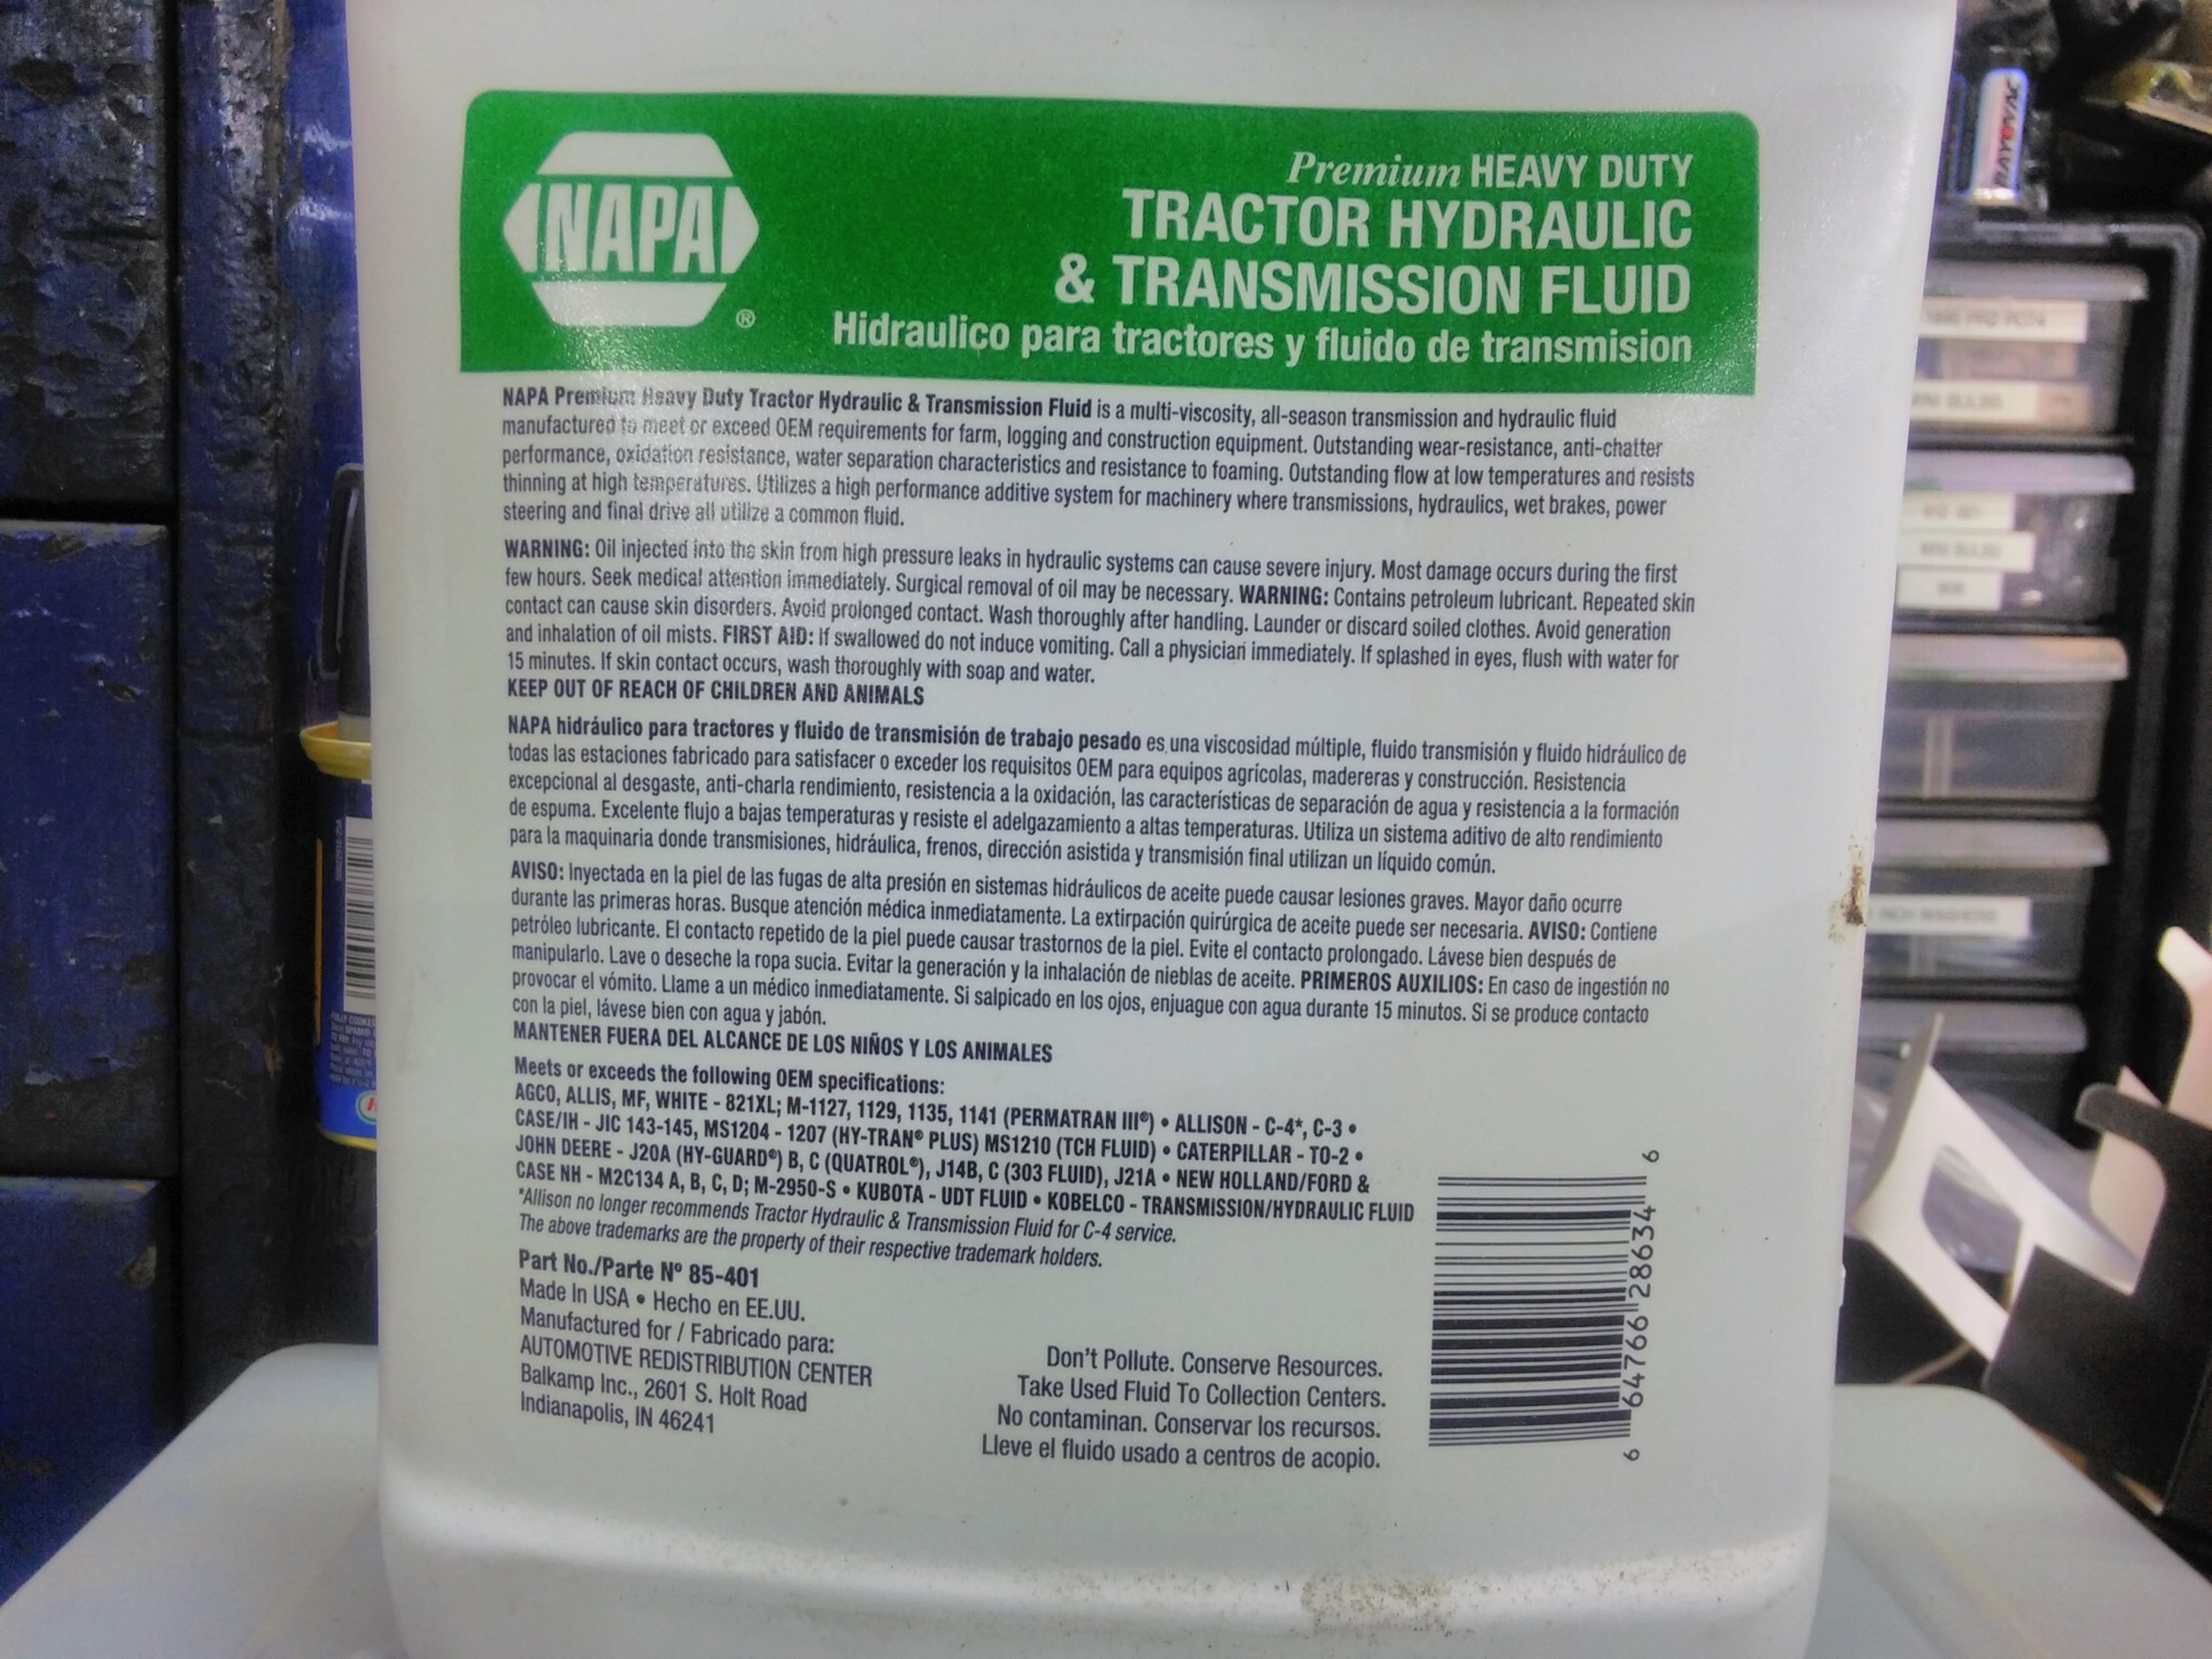 NAPA
®
Premium HEAVY DUTY
TRACTOR HYDRAULIC
& TRANSMISSION FLUID
Hidraulico para tractores y fluido de transmision
NAPA Premium Heavy Duty Tractor Hydraulic & Transmission Fluid is a multi-viscosity, all-season transmission and hydraulic fluid
manufactured to meet or exceed OEM requirements for farm, logging and construction equipment. Outstanding wear-resistance, anti-chatter
performance, oxidation resistance, water separation characteristics and resistance to foaming. Outstanding flow at low temperatures and resists
thinning at high temperatures. Utilizes a high performance additive system for machinery where transmissions, hydraulics, wet brakes, power
steering and final drive all utilize a common fluid.
WARNING: Oil injected into the skin from high pressure leaks in hydraulic systems can cause severe injury. Most damage occurs during the first
few hours. Seek medical attention immediately. Surgical removal of oil may be necessary. WARNING: Contains petroleum lubricant. Repeated skin
contact can cause skin disorders. Avoid prolonged contact. Wash thoroughly after handling. Launder or discard soiled clothes. Avoid generation
and inhalation of oil mists. FIRST AID: If swallowed do not induce vomiting. Call a physician immediately. If splashed in eyes, flush with water for
15 minutes. If skin contact occurs, wash thoroughly with soap and water.
KEEP OUT OF REACH OF CHILDREN AND ANIMALS
NAPA hidráulico para tractores y fluido de transmisión de trabajo pesado es una viscosidad múltiple, fluido transmisión y fluido hidráulico de
todas las estaciones fabricado para satisfacer o exceder los requisitos OEM para equipos agrícolas, madereras y construcción. Resistencia
excepcional al desgaste, anti-charla rendimiento, resistencia a la oxidación, las características de separación de agua y resistencia a la formación
de espuma. Excelente flujo a bajas temperaturas y resiste el adelgazamiento a altas temperaturas. Utiliza un sistema aditivo de alto rendimiento
para la maquinaria donde transmisiones, hidráulica, frenos, dirección asistida y transmisión final utilizan un líquido común.
AVISO: Inyectada en la piel de las fugas de alta presión en sistemas hidráulicos de aceite puede causar lesiones graves. Mayor daño ocurre
durante las primeras horas. Busque atención médica inmediatamente. La extirpación quirúrgica de aceite puede ser necesaria. AVISO: Contiene
petróleo lubricante. El contacto repetido de la piel puede causar trastornos de la piel. Evite el contacto prolongado. Lávese bien después de
manipularlo. Lave o deseche la ropa sucia. Evitar la generación y la inhalación de nieblas de aceite. PRIMEROS AUXILIOS: En caso de ingestión no
provocar el vómito. Llame a un médico inmediatamente. Si salpicado en los ojos, enjuague con agua durante 15 minutos. Si se produce contacto
con la piel, lávese bien con agua y jabón.
MANTENER FUERA DEL ALCANCE DE LOS NIÑOS Y LOS ANIMALES
Meets or exceeds the following OEM specifications:
AGCO, ALLIS, MF, WHITE - 821XL; M-1127, 1129, 1135, 1141 (PERMATRAN III®) • ALLISON - C-4*, C-3 •
CASE/IH - JIC 143-145, MS1204 - 1207 (HY-TRAN® PLUS) MS1210 (TCH FLUID) • CATERPILLAR - TO-2 •
JOHN DEERE - J20A (HY-GUARD®) B, C (QUATROL®), J14B, C (303 FLUID), J21A • NEW HOLLAND/FORD &
CASE NH - M2C134 A, B, C, D; M-2950-S • KUBOTA - UDT FLUID • KOBELCO - TRANSMISSION/HYDRAULIC FLUID
*Allison no longer recommends Tractor Hydraulic & Transmission Fluid for C-4 service.
The above trademarks are the property of their respective trademark holders.
Part No./Parte Nº 85-401
Made In USA • Hecho en EE.UU.
Manufactured for / Fabricado para:
AUTOMOTIVE REDISTRIBUTION CENTER
Balkamp Inc., 2601 S. Holt Road
Indianapolis, IN 46241
Don't Pollute. Conserve Resources.
Take Used Fluid To Collection Centers.
No contaminan. Conservar los recursos.
Lleve el fluido usado a centros de acopio.
6 64766 28634 6
RAYOVAC